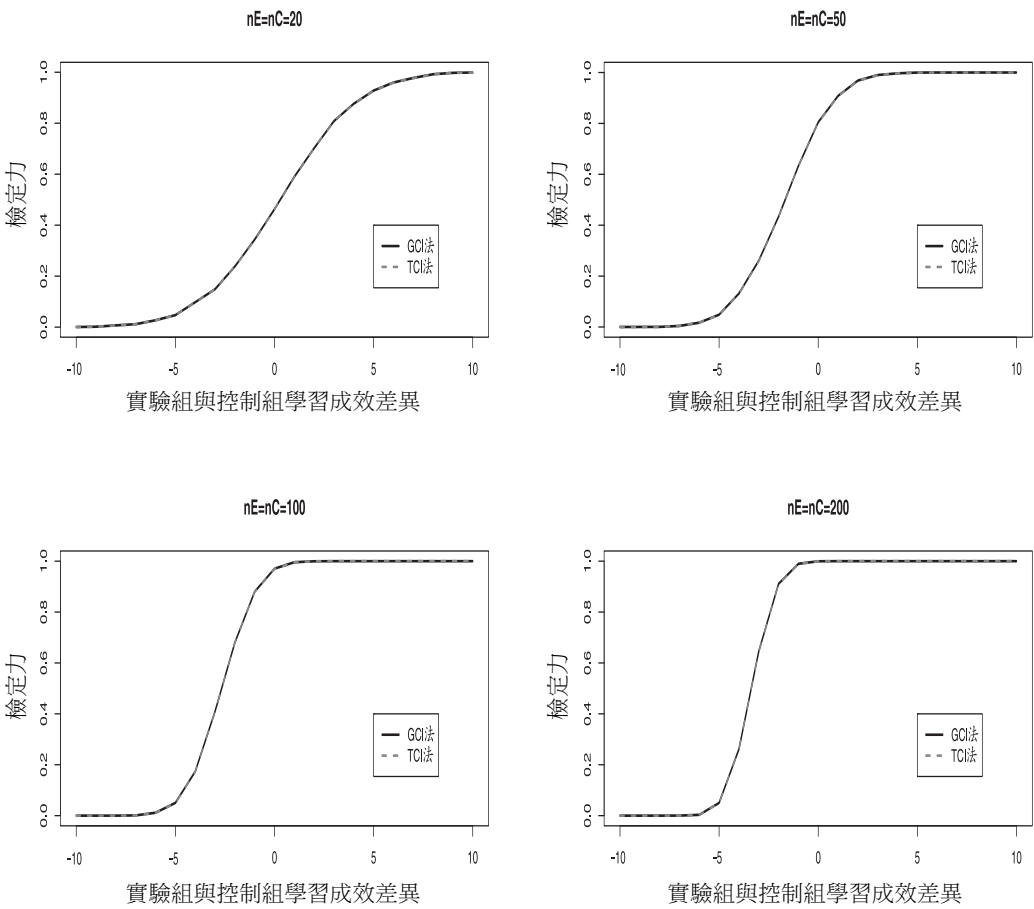 nE=nC=20
檢定力
1.0
0.8
0.6
0.4
0.2
0.0
GCI法
TCI法
-10 -5 0 5 10
實驗組與控制組學習成效差異
nE=nC=50
檢定力
1.0
0.8
0.6
0.4
0.2
0.0
GCI法
TCI法
-10 -5 0 5 10
實驗組與控制組學習成效差異
nE=nC=100
檢定力
1.0
0.8
0.6
0.4
0.2
0.0
GCI法
TCI法
-10 -5 0 5 10
實驗組與控制組學習成效差異
nE=nC=200
檢定力
1.0
0.8
0.6
0.4
0.2
0.0
GCI法
TCI法
-10 -5 0 5 10
實驗組與控制組學習成效差異